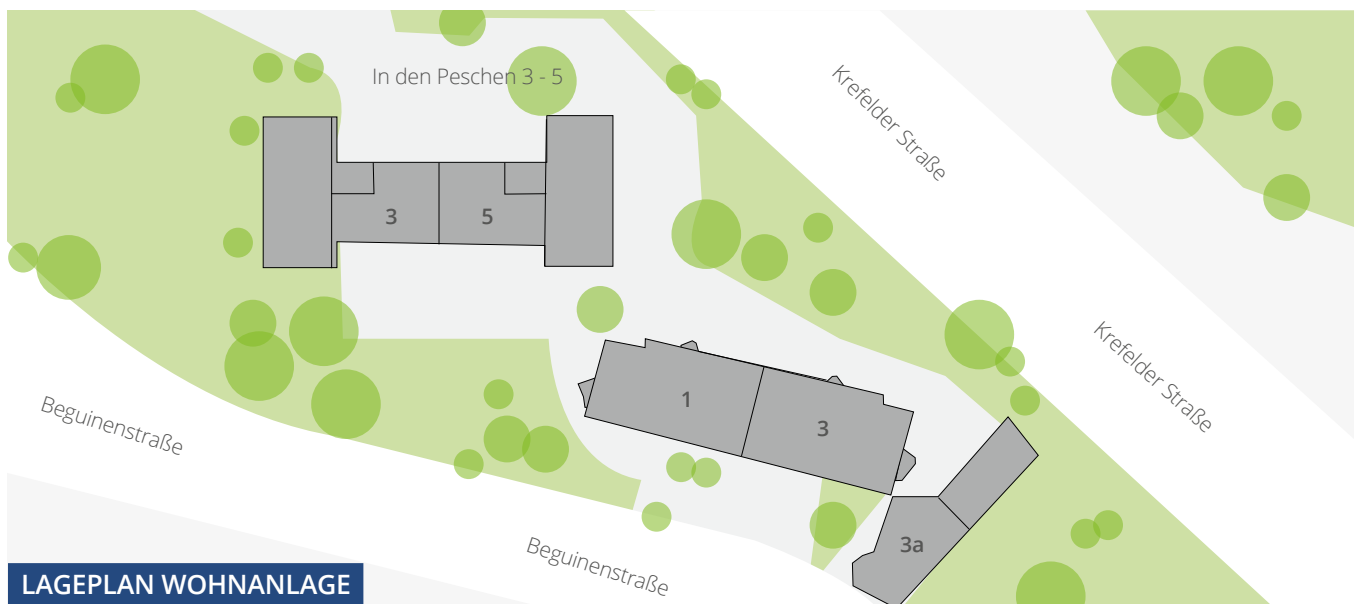 In den Peschen 3 - 5
Krefelder Straße
3
5
Krefelder Straße
1
3
Beguinenstraße
3a
Beguinenstraße
LAGEPLAN WOHNANLAGE